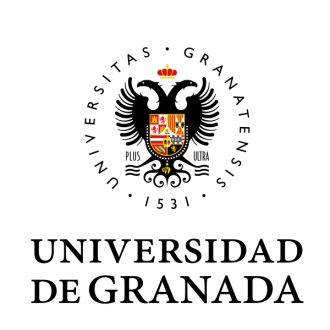 UNIVERSITAS · GRANATENSIS · 1531 ·
PLUS ULTRA
UNIVERSIDAD
DE GRANADA